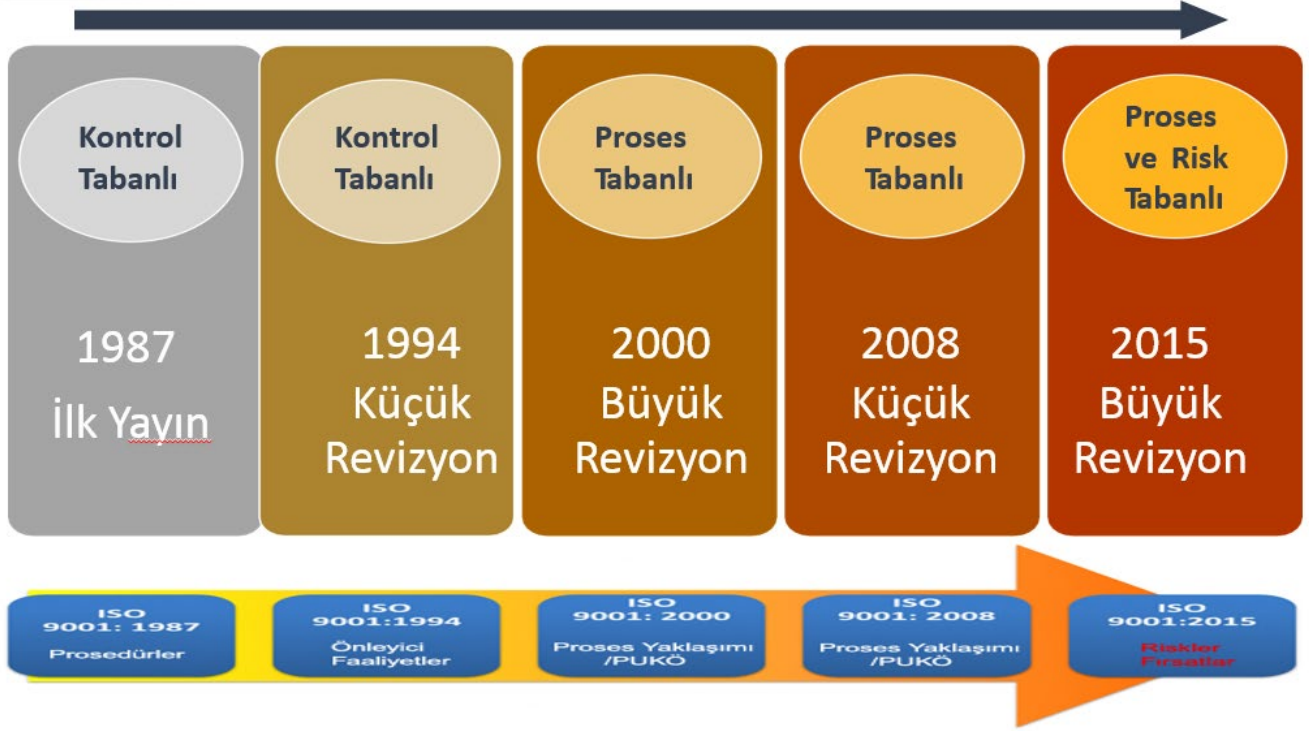 Kontrol
Tabanlı
Kontrol
Tabanlı
Proses
Tabanlı
Proses
Tabanlı
Proses
ve Risk
Tabanlı
1987
İlk Yayın
1994
Küçük
Revizyon
2000
Büyük
Revizyon
2008
Küçük
Revizyon
2015
Büyük
Revizyon
ISO
9001: 1987
Prosedürler
ISO
9001:1994
Önleyici
Faaliyetler
ISO
9001: 2000
Proses Yaklaşımı
/PUKÖ
ISO
9001: 2008
Proses Yaklaşımı
/PUKÖ
ISO
9001:2015
Riskler
Fırsatlar